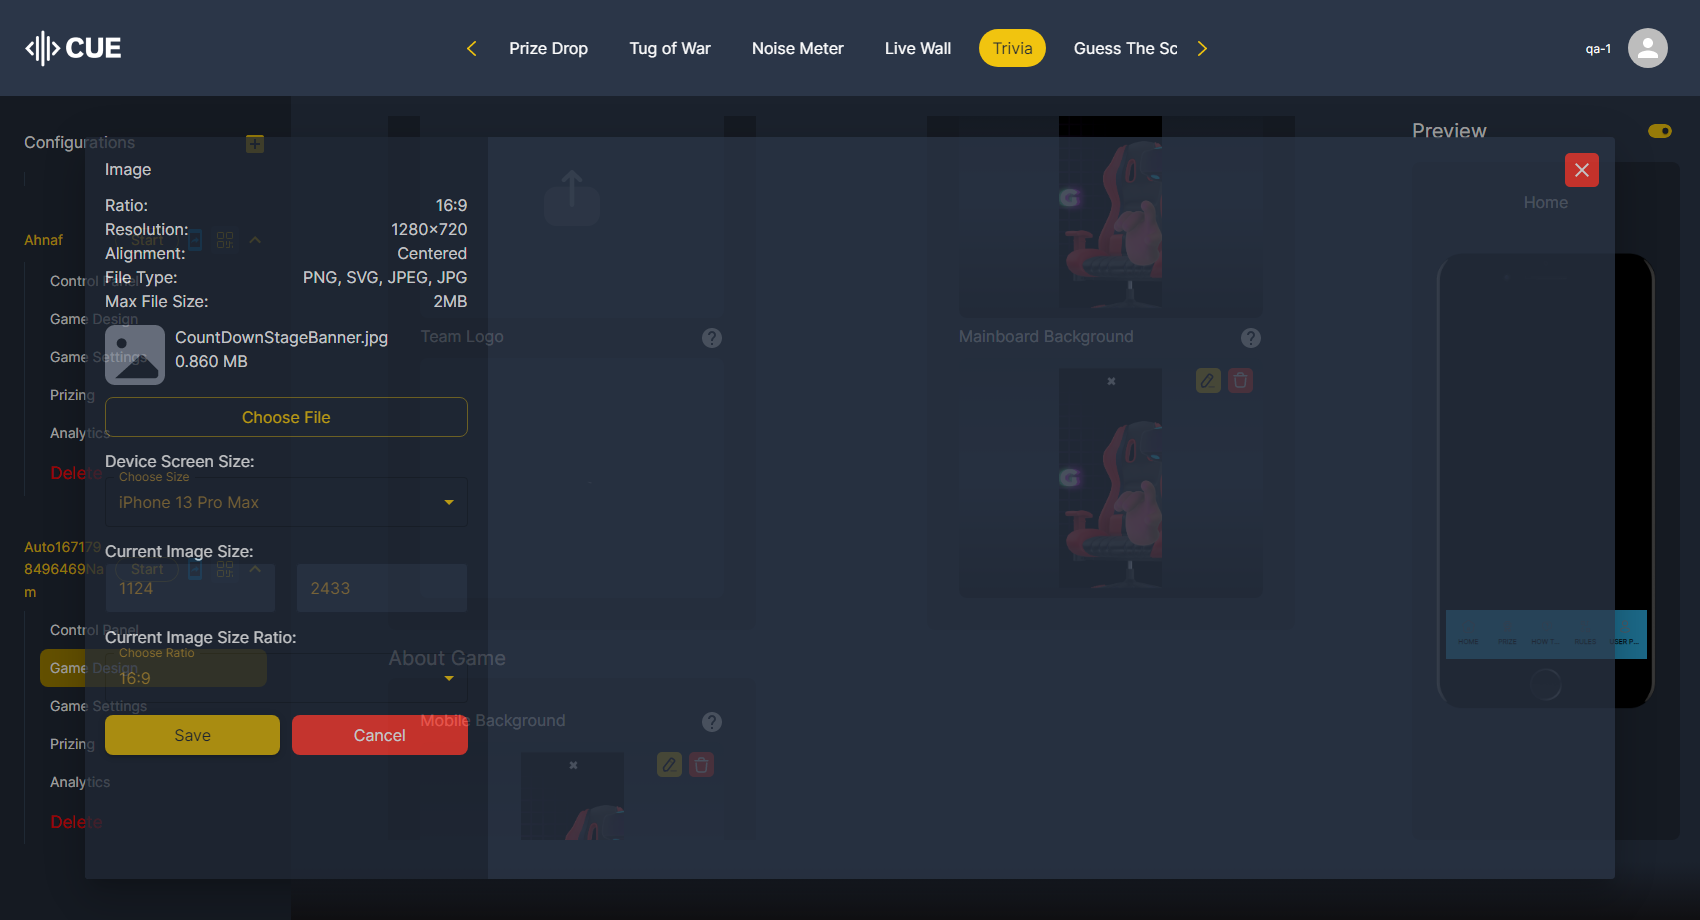 CUE
Prize Drop
Tug of War
Noise Meter
Live Wall
Trivia
Guess The Sc
qa-1
Configurations
Ahnaf
Start
Control Panel
Game Design
Game Settings
Prizing
Analytics
Delete
Auto167179
8496469Na
m
Start
Control Panel
Game Design
Game Settings
Prizing
Analytics
Delete
Image
Ratio: 16:9
Resolution: 1280×720
Alignment: Centered
File Type: PNG, SVG, JPEG, JPG
Max File Size: 2MB
CountDownStageBanner.jpg
0.860 MB
Choose File
Device Screen Size:
Choose Size
iPhone 13 Pro Max
Current Image Size:
1124
2433
Current Image Size Ratio:
Choose Ratio
16:9
Save
Cancel
Team Logo
?
About Game
Mobile Background
?
G
Mainboard Background
?
G
Preview
Home
HOME
PRIZE
HOW T...
RULES
USER P...